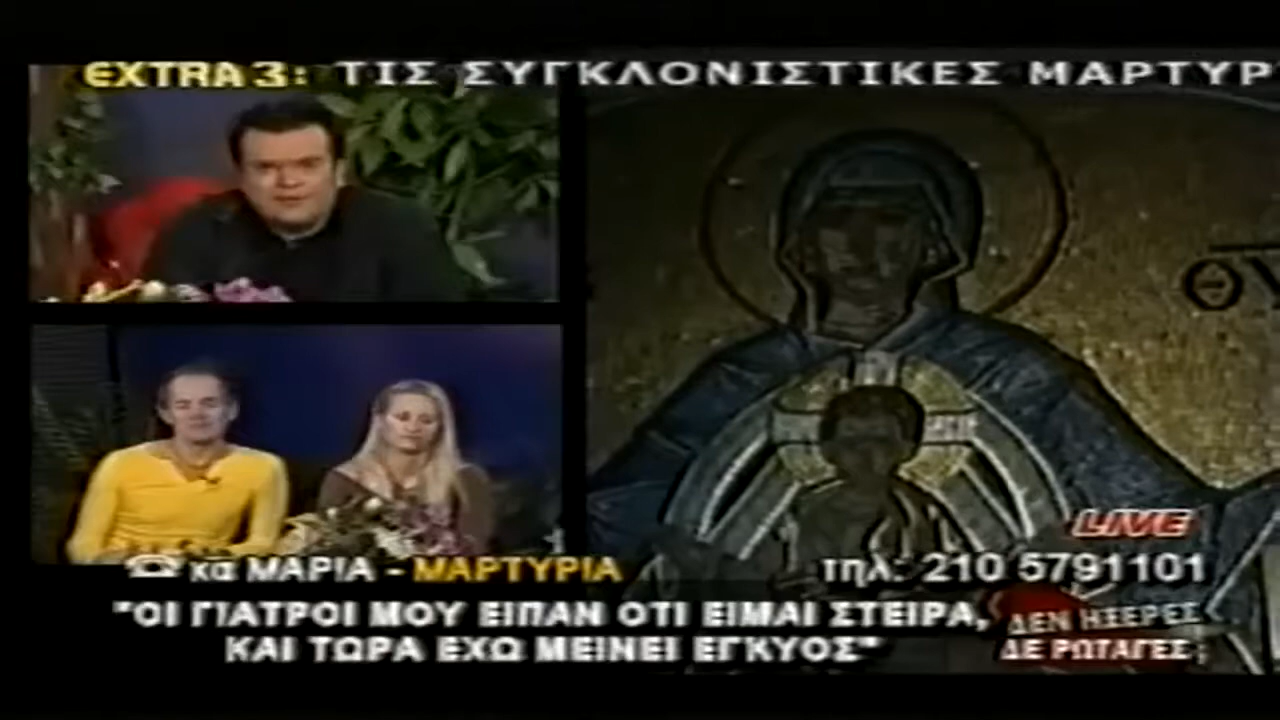 EXTRA 3: ΤΙΣ ΣΥΓΚΛΟΝΙΣΤΙΚΕΣ ΜΑΡΤΥΡ
ΘΥ
LIVE
κα ΜΑΡΙΑ - ΜΑΡΤΥΡΙΑ
τηλ: 210 5791101
"ΟΙ ΓΙΑΤΡΟΙ ΜΟΥ ΕΙΠΑΝ ΟΤΙ ΕΙΜΑΙ ΣΤΕΙΡΑ,
ΚΑΙ ΤΩΡΑ ΕΧΩ ΜΕΙΝΕΙ ΕΓΚΥΟΣ"
ΔΕΝ ΗΞΕΡΕΣ
ΔΕ ΡΩΤΑΓΕΣ;